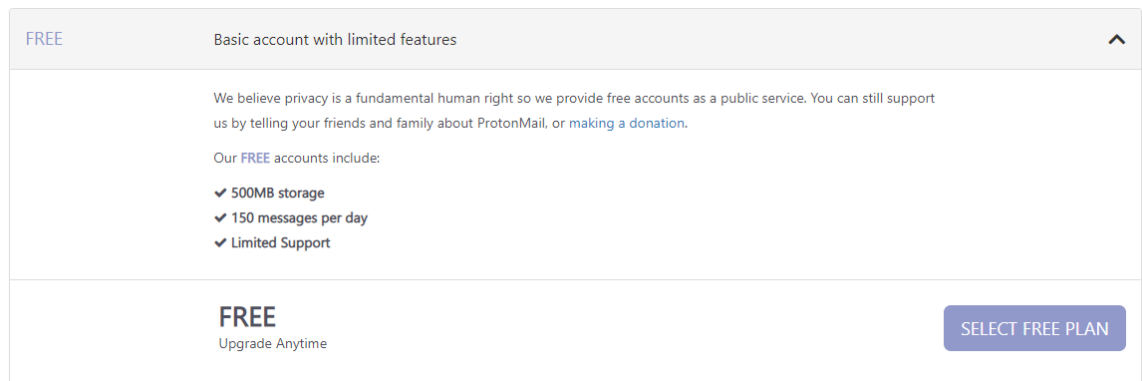 FREE Basic account with limited features
We believe privacy is a fundamental human right so we provide free accounts as a public service. You can still support
us by telling your friends and family about ProtonMail, or making a donation.
Our FREE accounts include:
500MB storage
150 messages per day
Limited Support
FREE
Upgrade Anytime
SELECT FREE PLAN